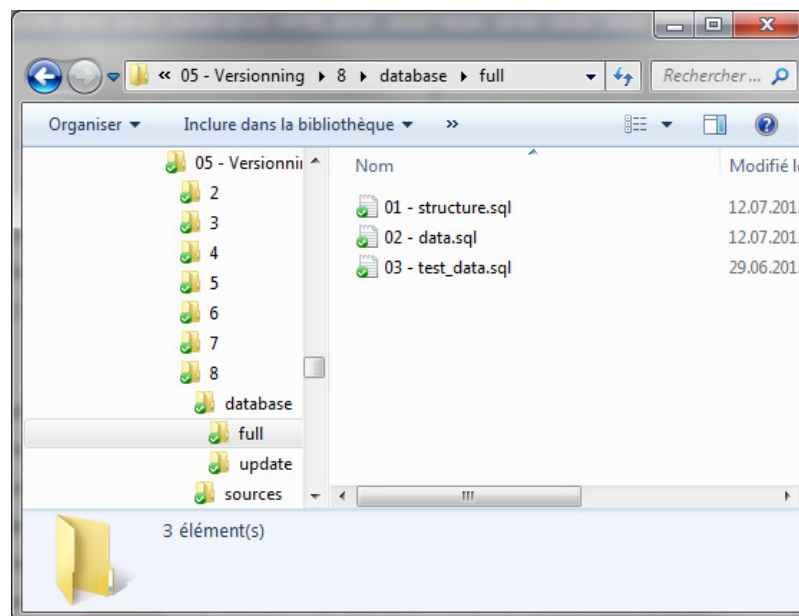 « 05 - Versionning ▸ 8 ▸ database ▸ full
Rechercher ...
Organiser ▾ Inclure dans la bibliothèque ▾ »
05 - Versionnin
2
3
4
5
6
7
8
database
full
update
sources
Nom Modifié le
01 - structure.sql 12.07.201
02 - data.sql 12.07.201
03 - test_data.sql 29.06.201
3 élément(s)